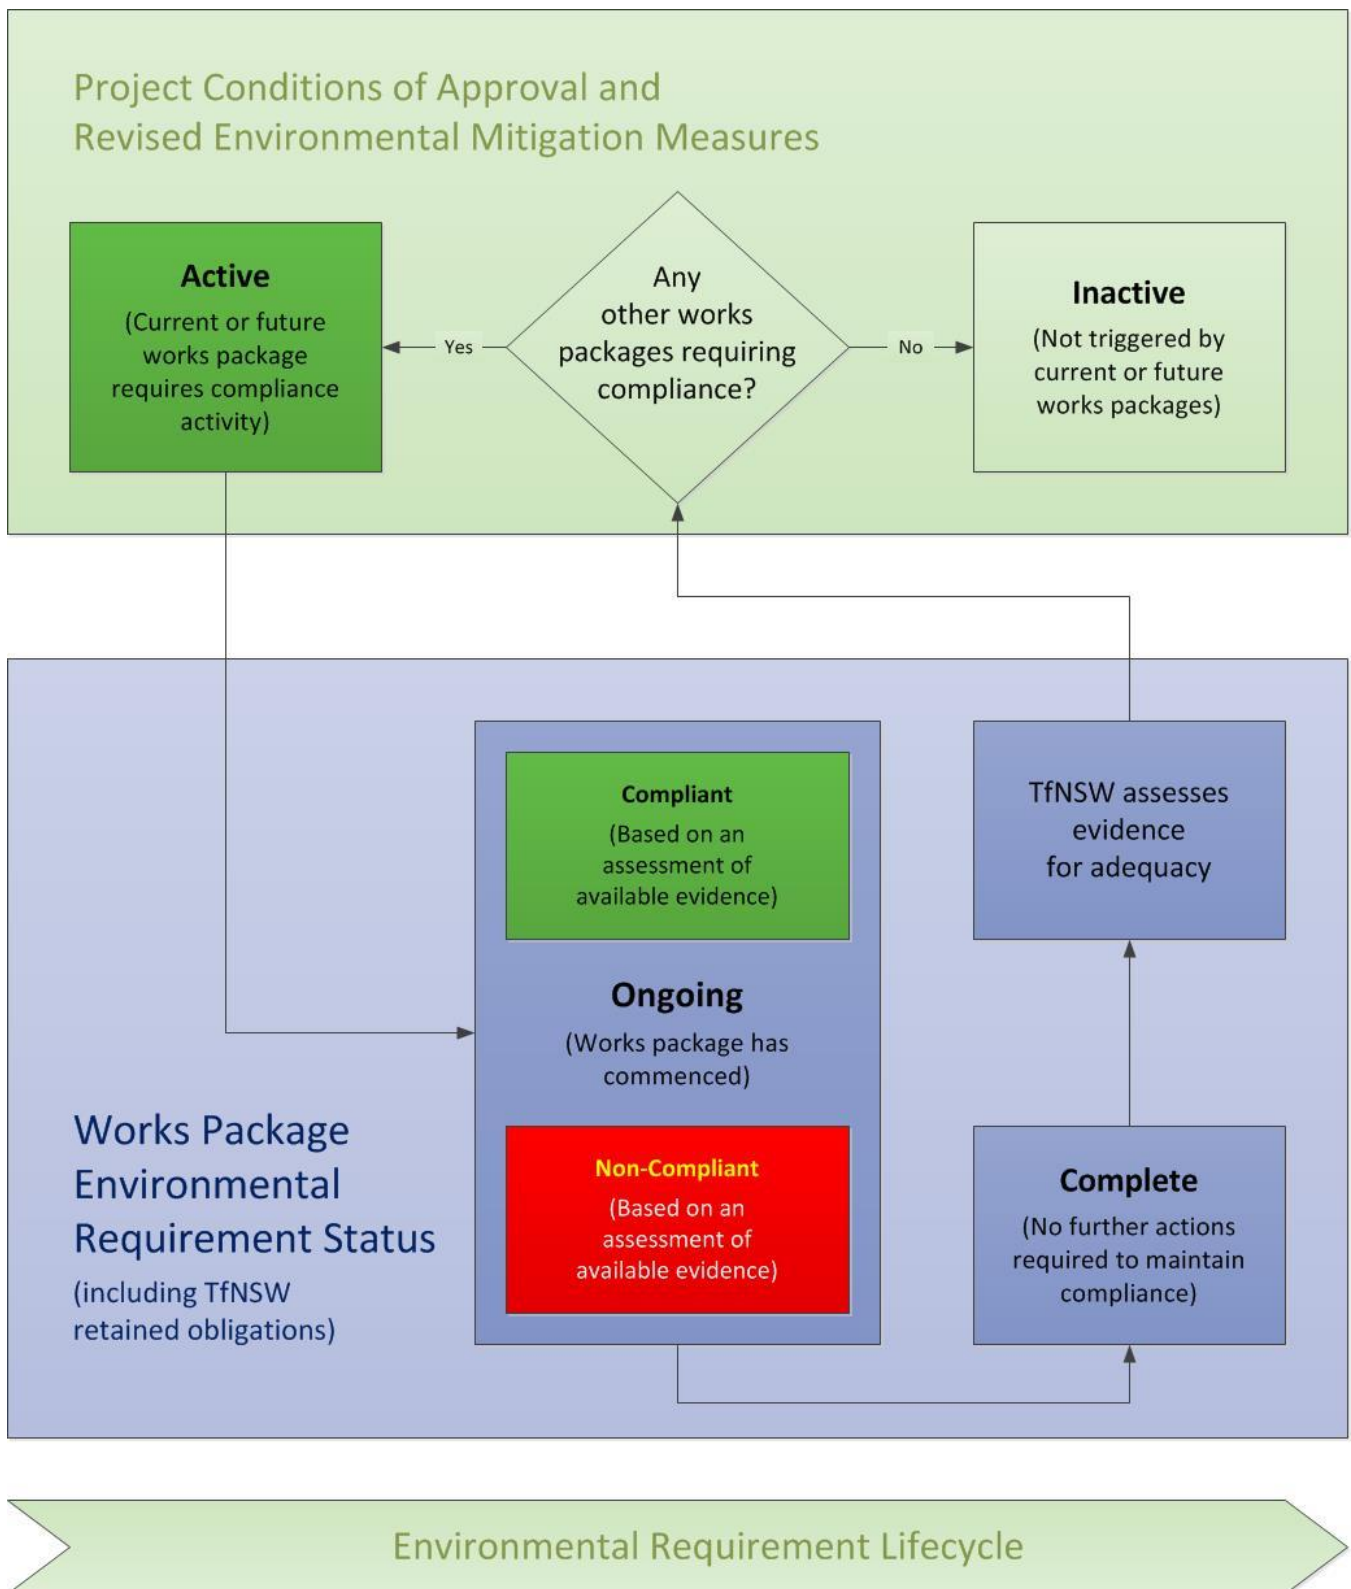 Project Conditions of Approval and
Revised Environmental Mitigation Measures
Active
(Current or future
works package
requires compliance
activity)
Yes
Any
other works
packages requiring
compliance?
No
Inactive
(Not triggered by
current or future
works packages)
Compliant
(Based on an
assessment of
available evidence)
Ongoing
(Works package has
commenced)
Non-Compliant
(Based on an
assessment of
available evidence)
TfNSW assesses
evidence
for adequacy
Complete
(No further actions
required to maintain
compliance)
Works Package
Environmental
Requirement Status
(including TfNSW
retained obligations)
Environmental Requirement Lifecycle